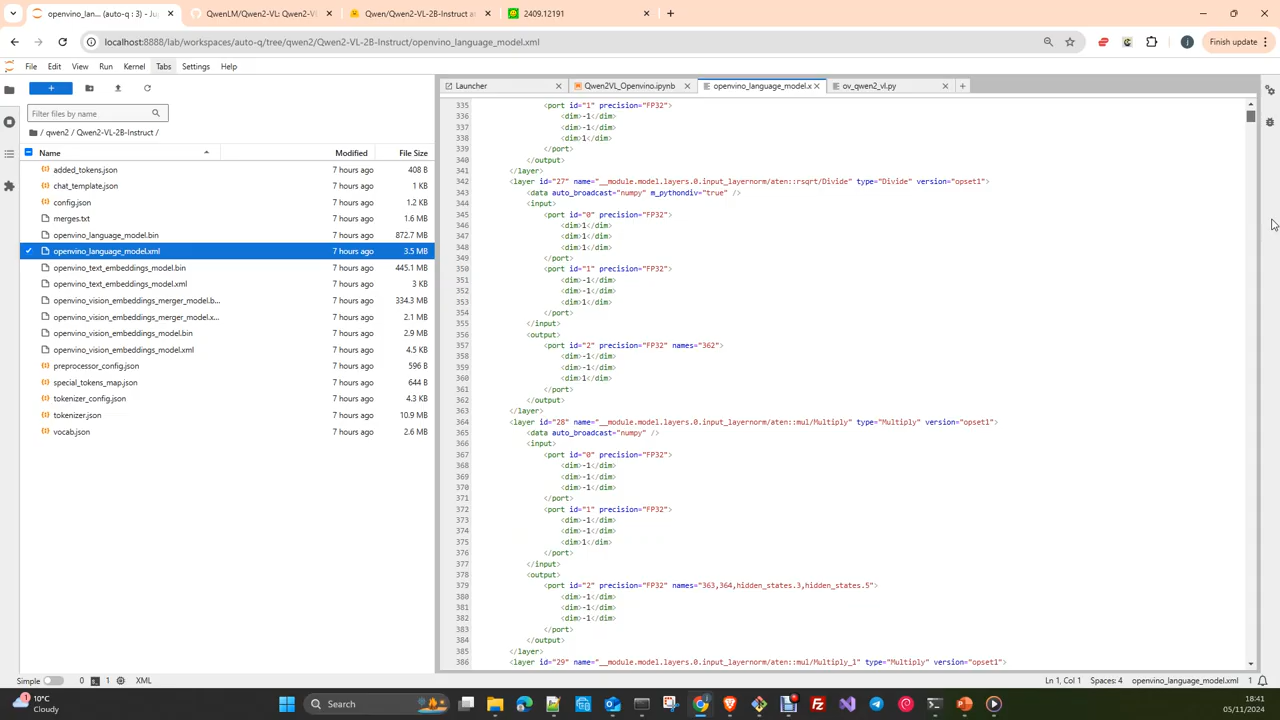 openvino_lan... (auto-q : 3) - Ju
QwenLM/Qwen2-VL: Qwen2-VL
Qwen/Qwen2-VL-2B-Instruct at
2409.12191
localhost:8888/lab/workspaces/auto-q/tree/qwen2/Qwen2-VL-2B-Instruct/openvino_language_model.xml
Finish update
File Edit View Run Kernel Tabs Settings Help
Filter files by name
/ qwen2 / Qwen2-VL-2B-Instruct /
Name Modified File Size
added_tokens.json 7 hours ago 408 B
chat_template.json 7 hours ago 1 KB
config.json 7 hours ago 1.2 KB
merges.txt 7 hours ago 1.6 MB
openvino_language_model.bin 7 hours ago 872.7 MB
openvino_language_model.xml 7 hours ago 3.5 MB
openvino_text_embeddings_model.bin 7 hours ago 445.1 MB
openvino_text_embeddings_model.xml 7 hours ago 3 KB
openvino_vision_embeddings_merger_model.b... 7 hours ago 334.3 MB
openvino_vision_embeddings_merger_model.x... 7 hours ago 2.1 MB
openvino_vision_embeddings_model.bin 7 hours ago 2.9 MB
openvino_vision_embeddings_model.xml 7 hours ago 4.5 KB
preprocessor_config.json 7 hours ago 596 B
special_tokens_map.json 7 hours ago 644 B
tokenizer_config.json 7 hours ago 4.3 KB
tokenizer.json 7 hours ago 10.9 MB
vocab.json 7 hours ago 2.6 MB
Launcher
Qwen2VL_Openvino.ipynb
openvino_language_model.x
ov_qwen2_vl.py
335 <port id="1" precision="FP32">
336 <dim>-1</dim>
337 <dim>-1</dim>
338 <dim>1</dim>
339 </port>
340 </output>
341 </layer>
342 <layer id="27" name="__module.model.layers.0.input_layernorm/aten::rsqrt/Divide" type="Divide" version="opset1">
343 <data auto_broadcast="numpy" m_pythondiv="true" />
344 <input>
345 <port id="0" precision="FP32">
346 <dim>1</dim>
347 <dim>1</dim>
348 <dim>1</dim>
349 </port>
350 <port id="1" precision="FP32">
351 <dim>-1</dim>
352 <dim>-1</dim>
353 <dim>1</dim>
354 </port>
355 </input>
356 <output>
357 <port id="2" precision="FP32" names="362">
358 <dim>-1</dim>
359 <dim>-1</dim>
360 <dim>1</dim>
361 </port>
362 </output>
363 </layer>
364 <layer id="28" name="__module.model.layers.0.input_layernorm/aten::mul/Multiply" type="Multiply" version="opset1">
365 <data auto_broadcast="numpy" />
366 <input>
367 <port id="0" precision="FP32">
368 <dim>-1</dim>
369 <dim>-1</dim>
370 <dim>-1</dim>
371 </port>
372 <port id="1" precision="FP32">
373 <dim>-1</dim>
374 <dim>-1</dim>
375 <dim>1</dim>
376 </port>
377 </input>
378 <output>
379 <port id="2" precision="FP32" names="363,364,hidden_states.3,hidden_states.5">
380 <dim>-1</dim>
381 <dim>-1</dim>
382 <dim>-1</dim>
383 </port>
384 </output>
385 </layer>
386 <layer id="29" name="__module.model.layers.0.input_layernorm/aten::mul/Multiply_1" type="Multiply" version="opset1">
Simple 0 1 XML
Ln 1, Col 1 Spaces: 4 openvino_language_model.xml 1
10°C
Cloudy
Search
18:41
05/11/2024